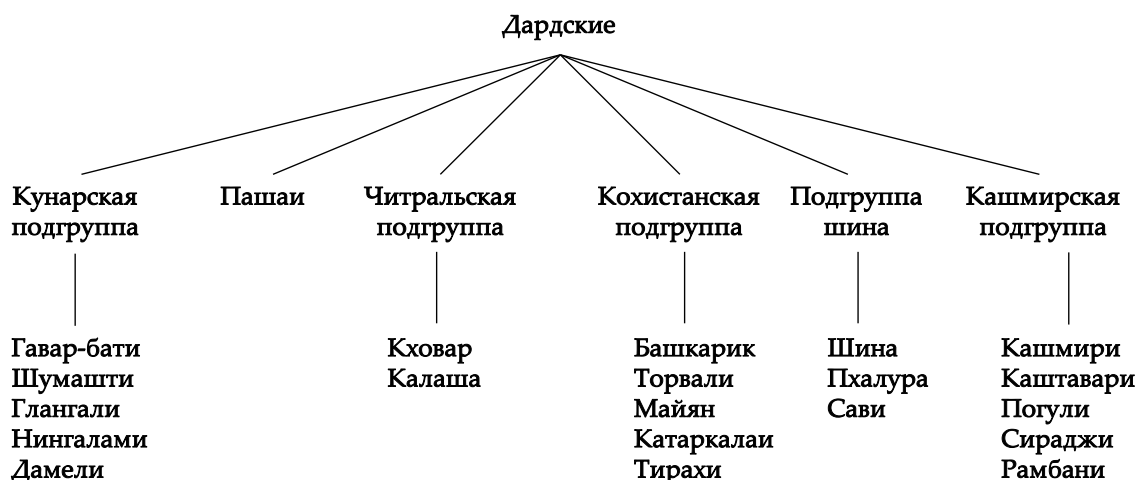 Дардские
Кунарская подгруппа
Пашаи
Читральская подгруппа
Кохистанская подгруппа
Подгруппа шина
Кашмирская подгруппа
Гавар-бати
Шумашти
Глангали
Нингалами
Дамели
Кховар
Калаша
Башкарик
Торвали
Майян
Катаркалаи
Тирахи
Шина
Пхалура
Сави
Кашмири
Каштавари
Погули
Сираджи
Рамбани